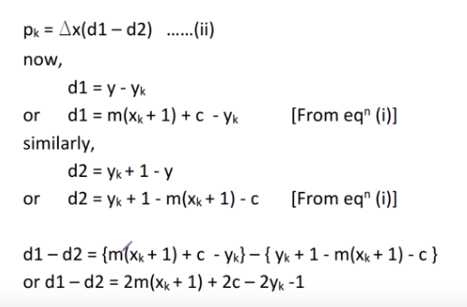 pₖ = Δx(d1 – d2) ......(ii)
now,
d1 = y - yₖ
or d1 = m(xₖ + 1) + c - yₖ [From eqⁿ (i)]
similarly,
d2 = yₖ + 1 - y
or d2 = yₖ + 1 - m(xₖ + 1) - c [From eqⁿ (i)]
d1 – d2 = {m(xₖ + 1) + c - yₖ} – { yₖ + 1 - m(xₖ + 1) - c }
or d1 – d2 = 2m(xₖ + 1) + 2c – 2yₖ -1